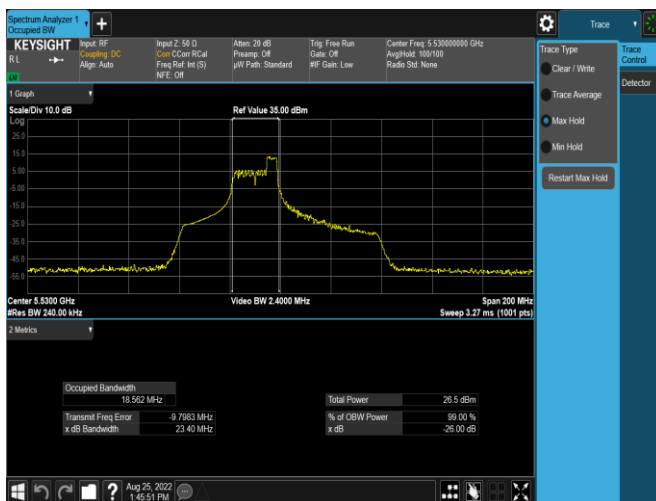 Spectrum Analyzer 1
Occupied BW
KEYSIGHT
R L
Input: RF
Coupling: DC
Align: Auto
Input Z: 50 Ω
Corr CCorr RCal
Freq Ref: Int (S)
NFE: Off
Atten: 20 dB
Preamp: Off
µW Path: Standard
Trig: Free Run
Gate: Off
#IF Gain: Low
Center Freq: 5.530000000 GHz
Avg|Hold: 100/100
Radio Std: None
1 Graph
Scale/Div 10.0 dB
Ref Value 35.00 dBm
Log
25.0
15.0
5.00
-5.00
-15.0
-25.0
-35.0
-45.0
-55.0
Center 5.5300 GHz
Video BW 2.4000 MHz
Span 200 MHz
#Res BW 240.00 kHz
Sweep 3.27 ms (1001 pts)
2 Metrics
Occupied Bandwidth
18.562 MHz
Transmit Freq Error -9.7983 MHz
x dB Bandwidth 23.40 MHz
Total Power 26.5 dBm
% of OBW Power 99.00 %
x dB -26.00 dB
Aug 25, 2022
1:45:51 PM
Trace
Trace Type
Clear / Write
Trace Average
Max Hold
Min Hold
Restart Max Hold
Trace
Control
Detector